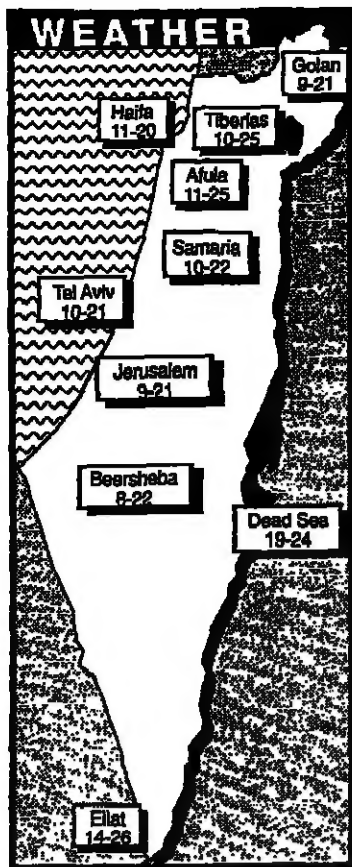 WEATHER
Golan
9-21
Haifa
11-20
Tiberias
10-25
Afula
11-25
Samaria
10-22
Tel Aviv
10-21
Jerusalem
9-21
Beersheba
8-22
Dead Sea
19-24
Eilat
14-26